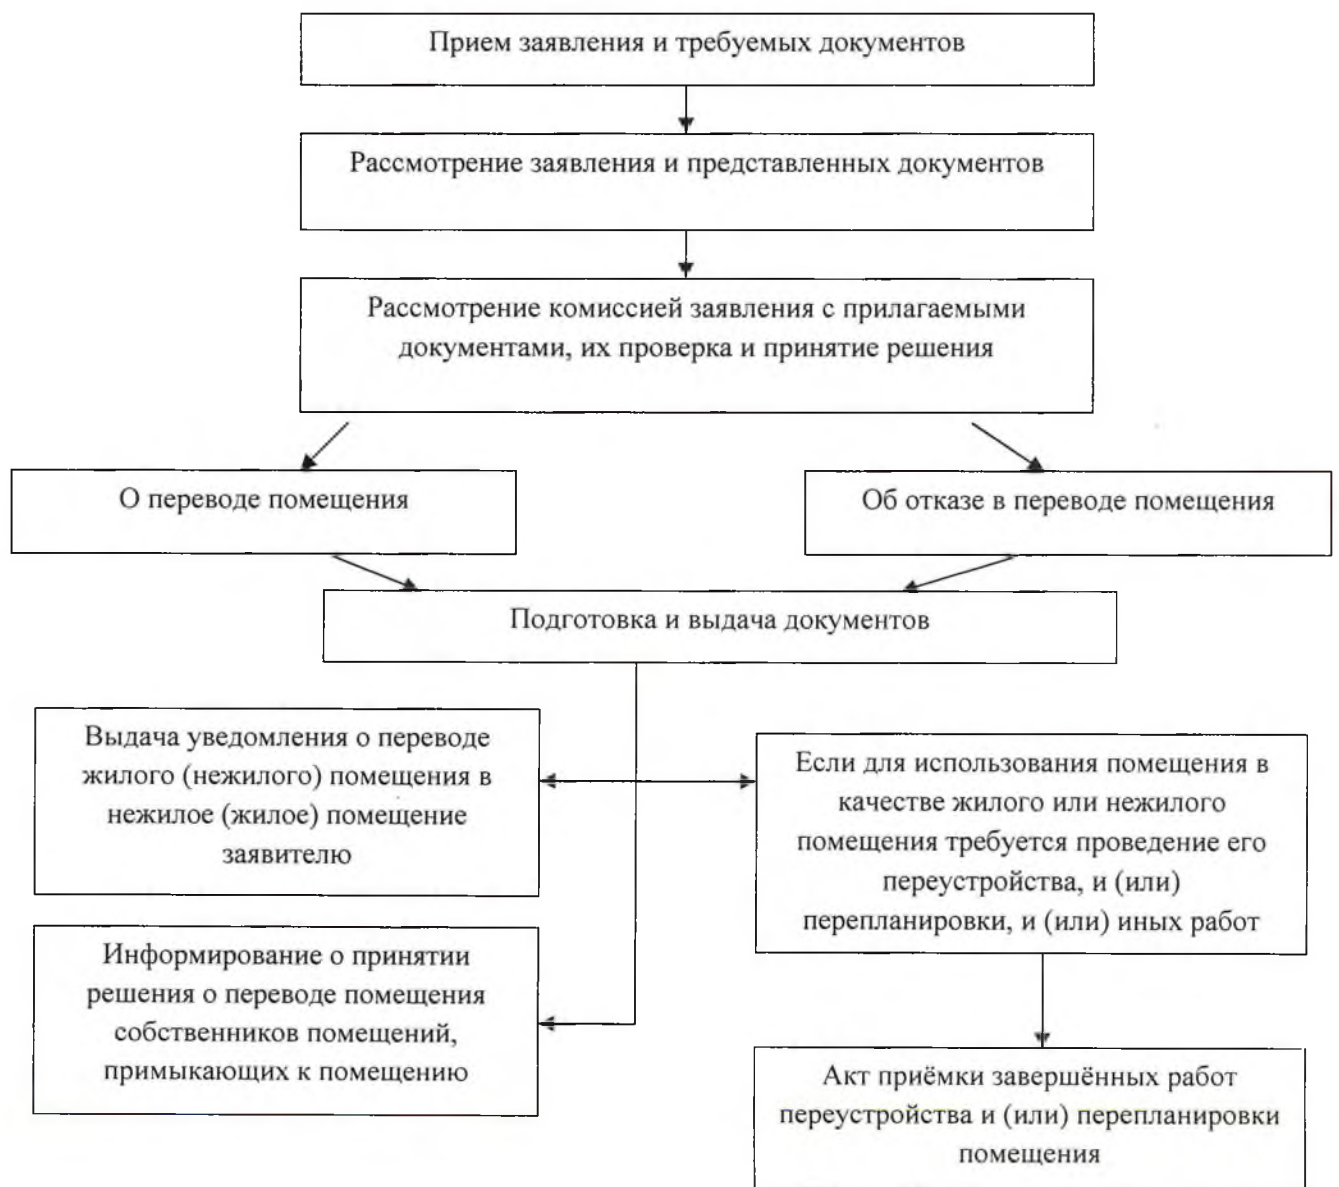 Прием заявления и требуемых документов
Рассмотрение заявления и представленных документов
Рассмотрение комиссией заявления с прилагаемыми
документами, их проверка и принятие решения
О переводе помещения
Об отказе в переводе помещения
Подготовка и выдача документов
Выдача уведомления о переводе
жилого (нежилого) помещения в
нежилое (жилое) помещение
заявителю
Если для использования помещения в
качестве жилого или нежилого
помещения требуется проведение его
переустройства, и (или)
перепланировки, и (или) иных работ
Информирование о принятии
решения о переводе помещения
собственников помещений,
примыкающих к помещению
Акт приёмки завершённых работ
переустройства и (или) перепланировки
помещения